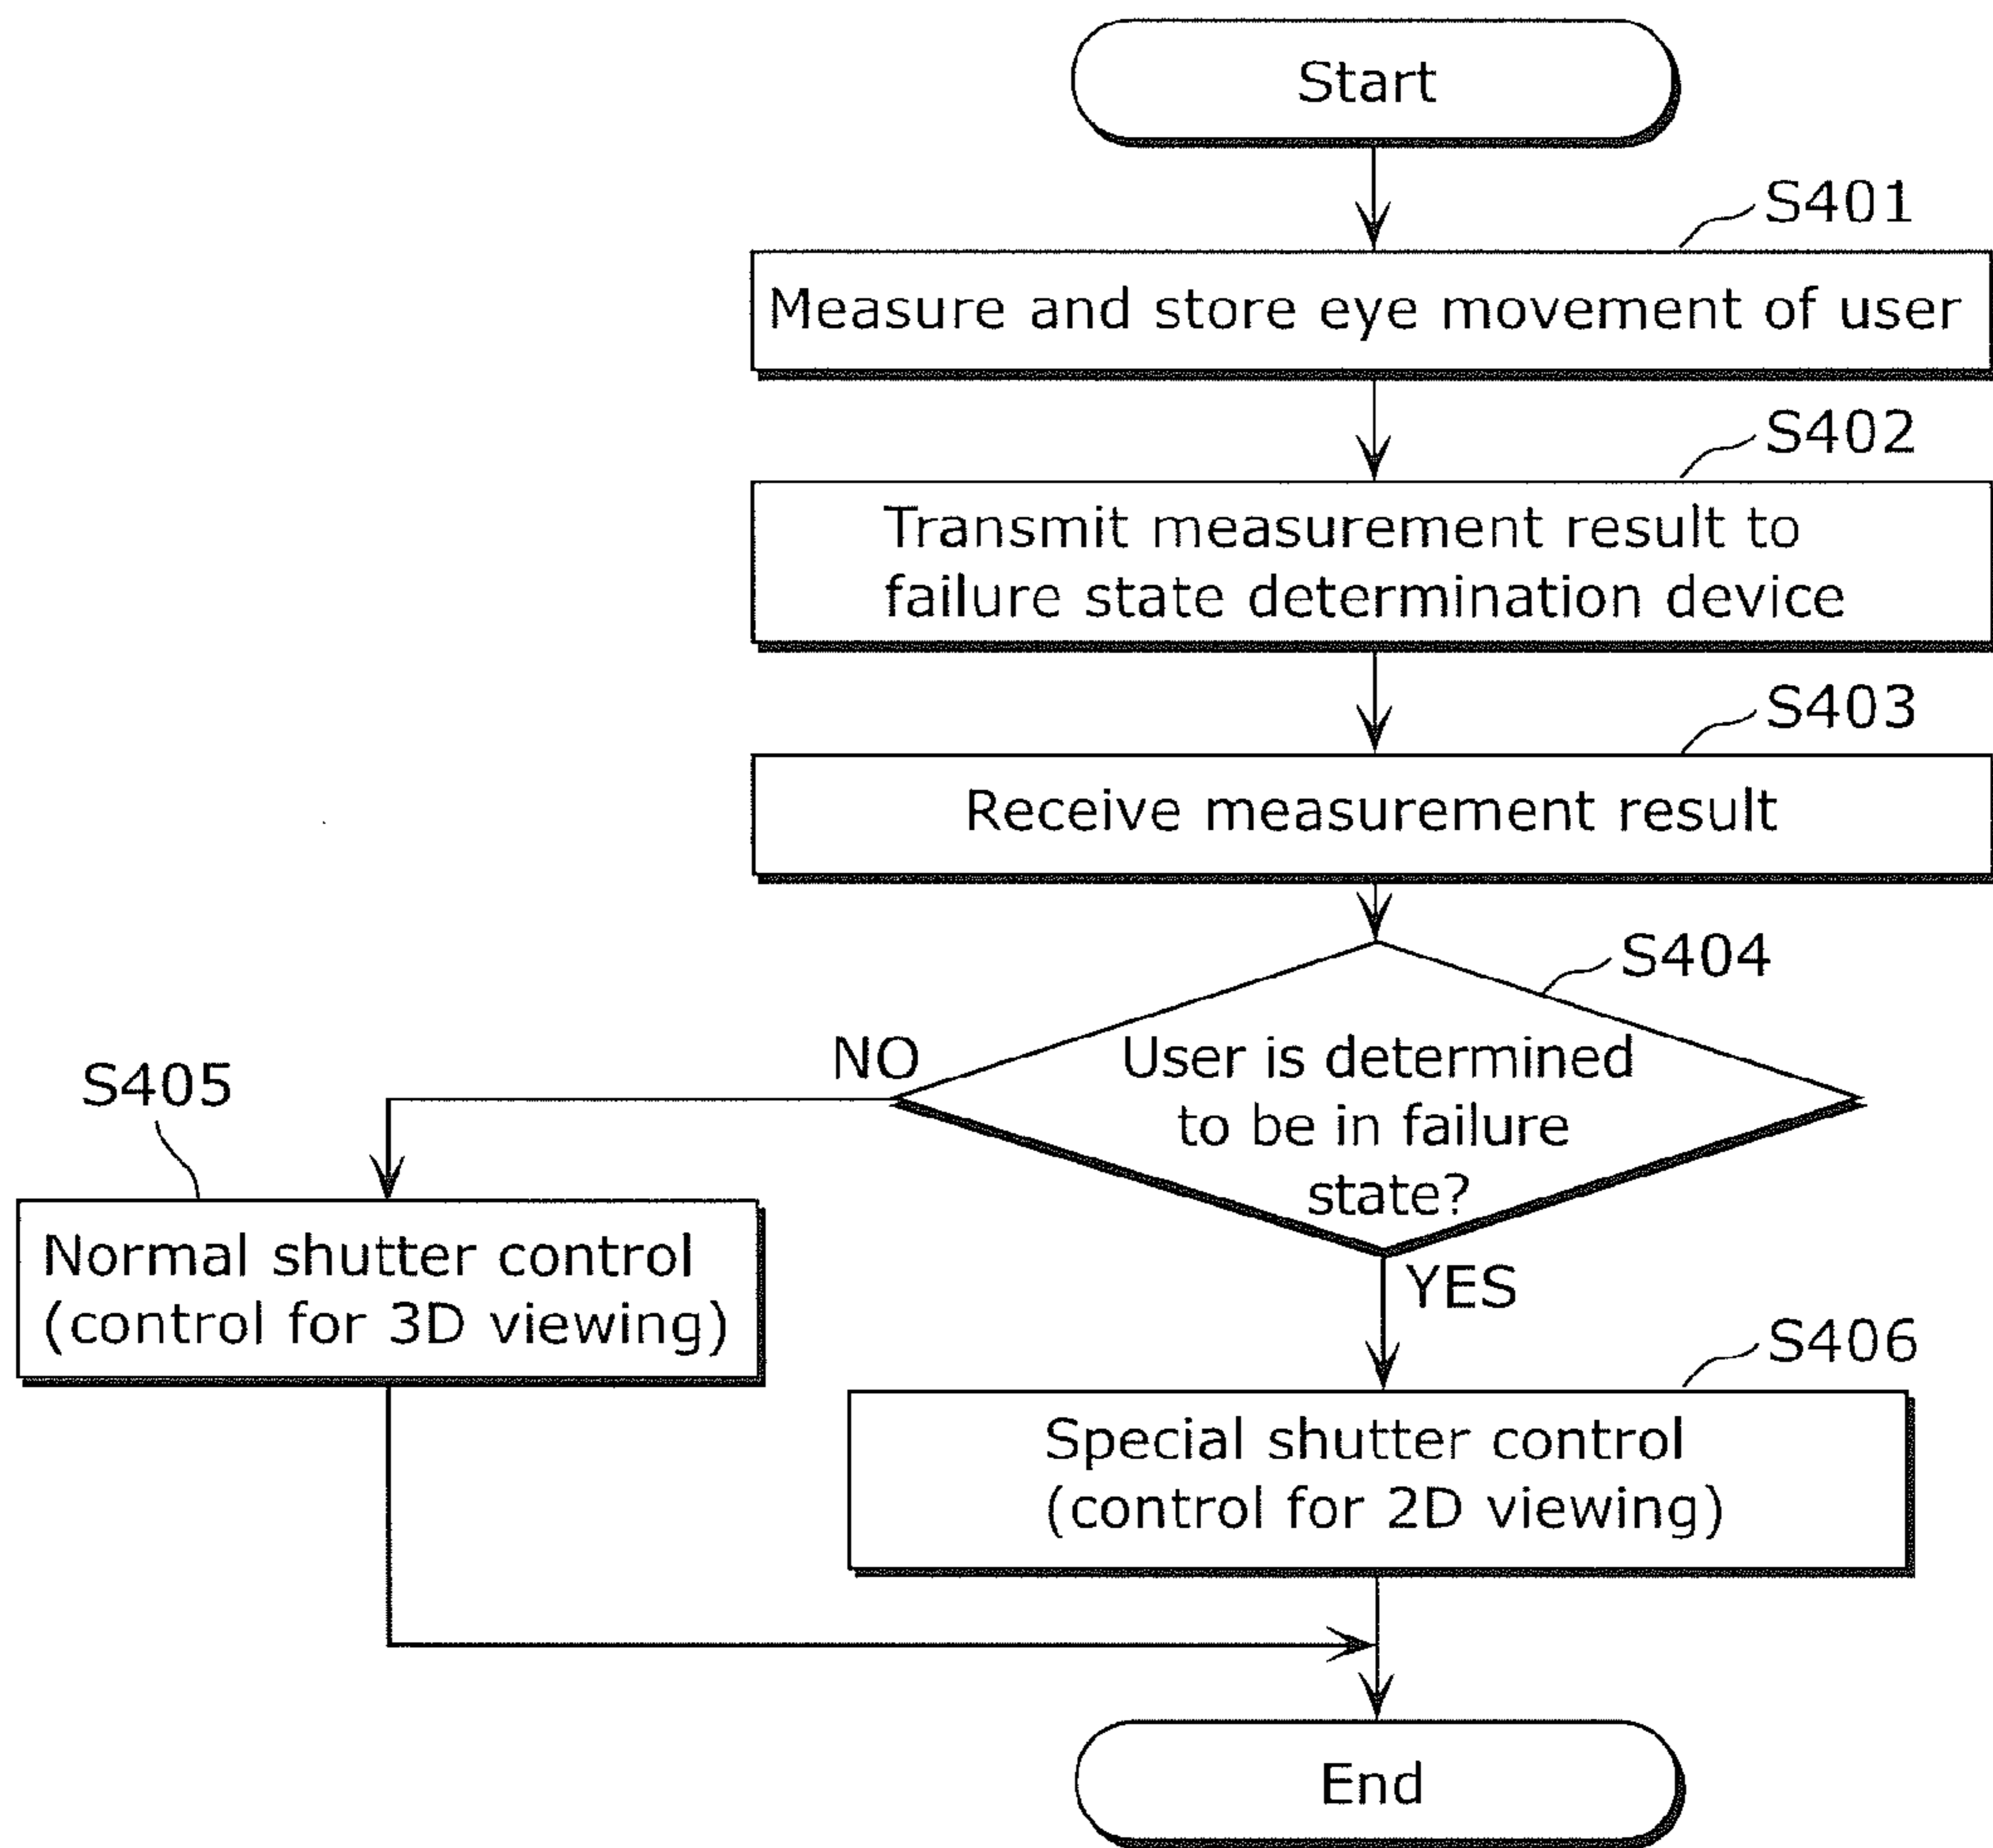 Start
S401
Measure and store eye movement of user
S402
Transmit measurement result to
failure state determination device
S403
Receive measurement result
S404
User is determined
to be in failure
state?
NO
YES
S405
Normal shutter control
(control for 3D viewing)
S406
Special shutter control
(control for 2D viewing)
End